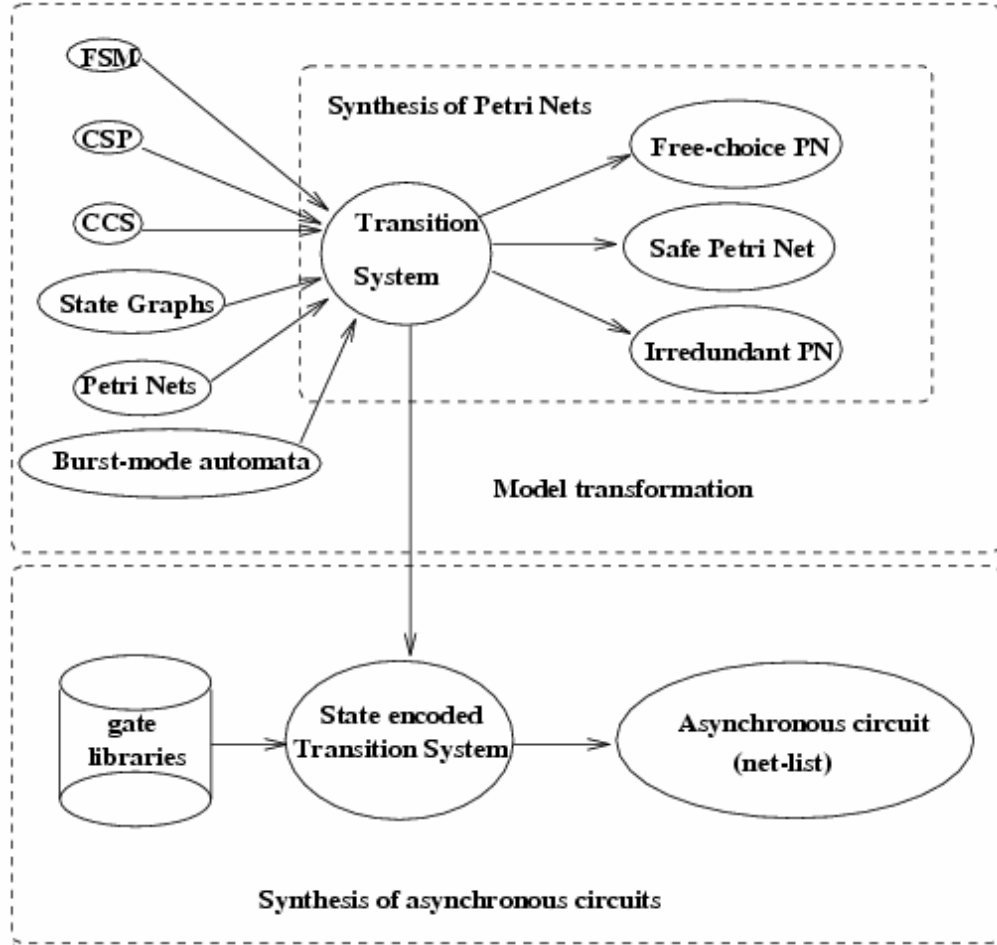 FSM
CSP
CCS
State Graphs
Petri Nets
Burst-mode automata
Synthesis of Petri Nets
Transition
System
Free-choice PN
Safe Petri Net
Irredundant PN
Model transformation
gate
libraries
State encoded
Transition System
Asynchronous circuit
(net-list)
Synthesis of asynchronous circuits